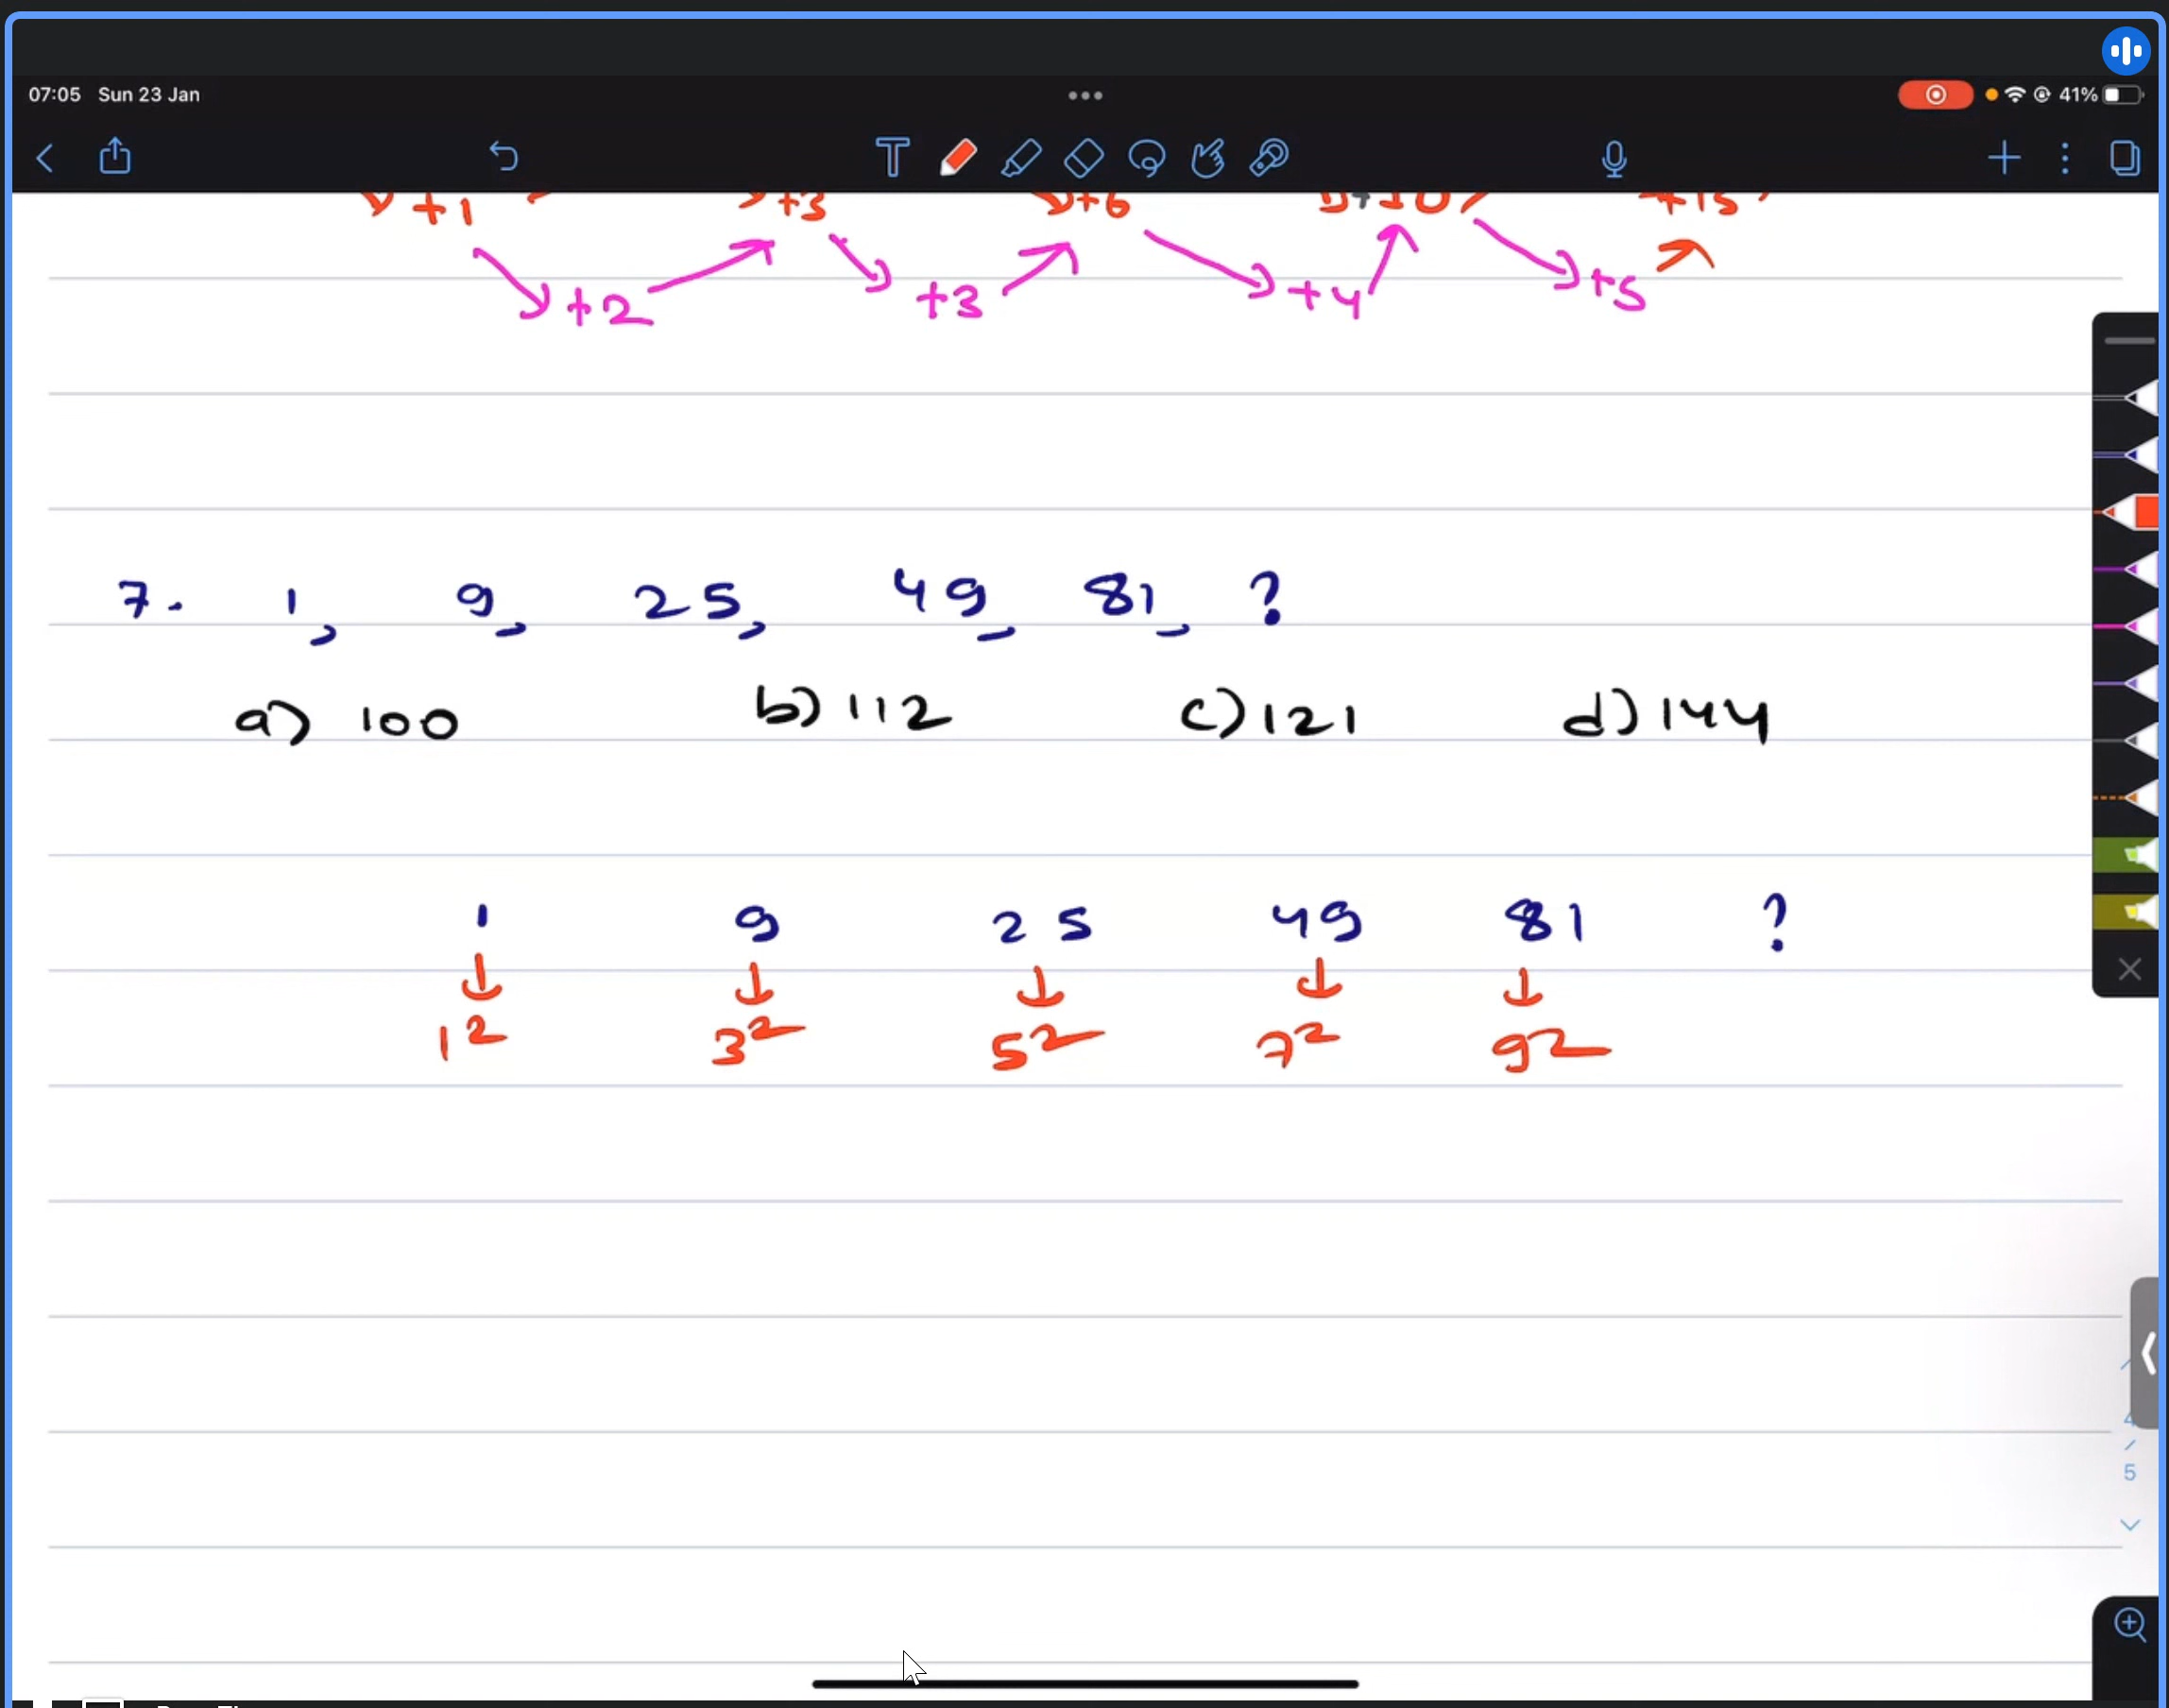 07:05 Sun 23 Jan
41%
+1 +3 +6 +10 +15
+2 +3 +4 +5
7. 1, 9, 25, 49, 81, ?
a) 100 b) 112 c) 121 d) 144
1 9 25 49 81 ?
1² 3² 5² 7² 9²
4
/
5